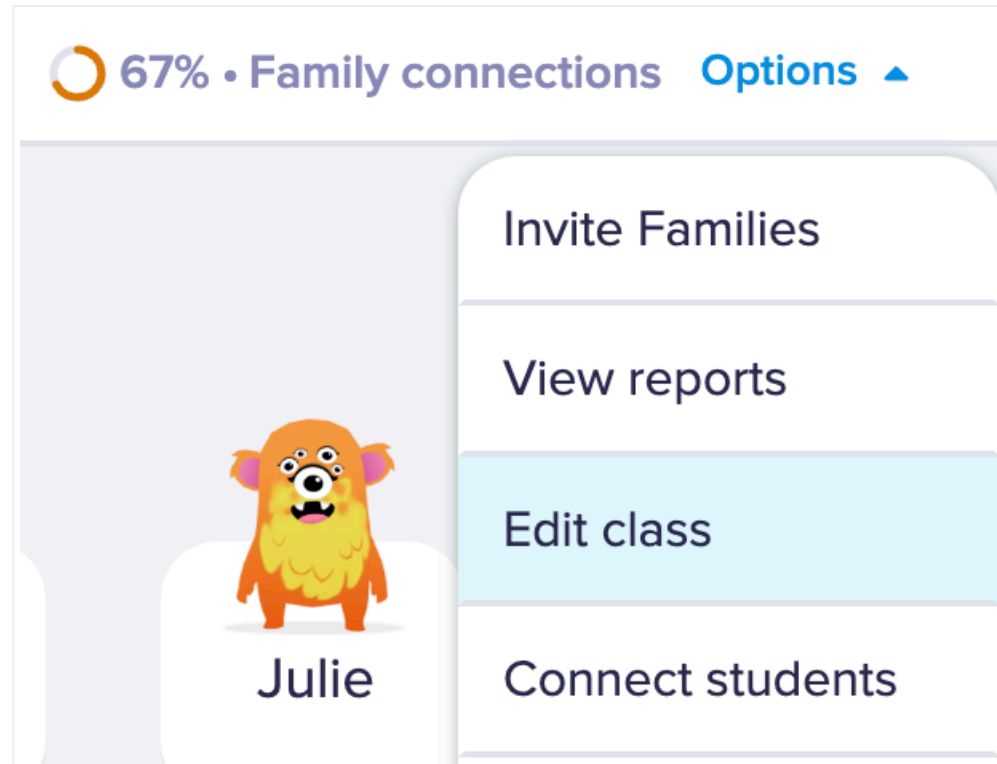 67% • Family connections Options
Invite Families
View reports
Edit class
Connect students
Julie